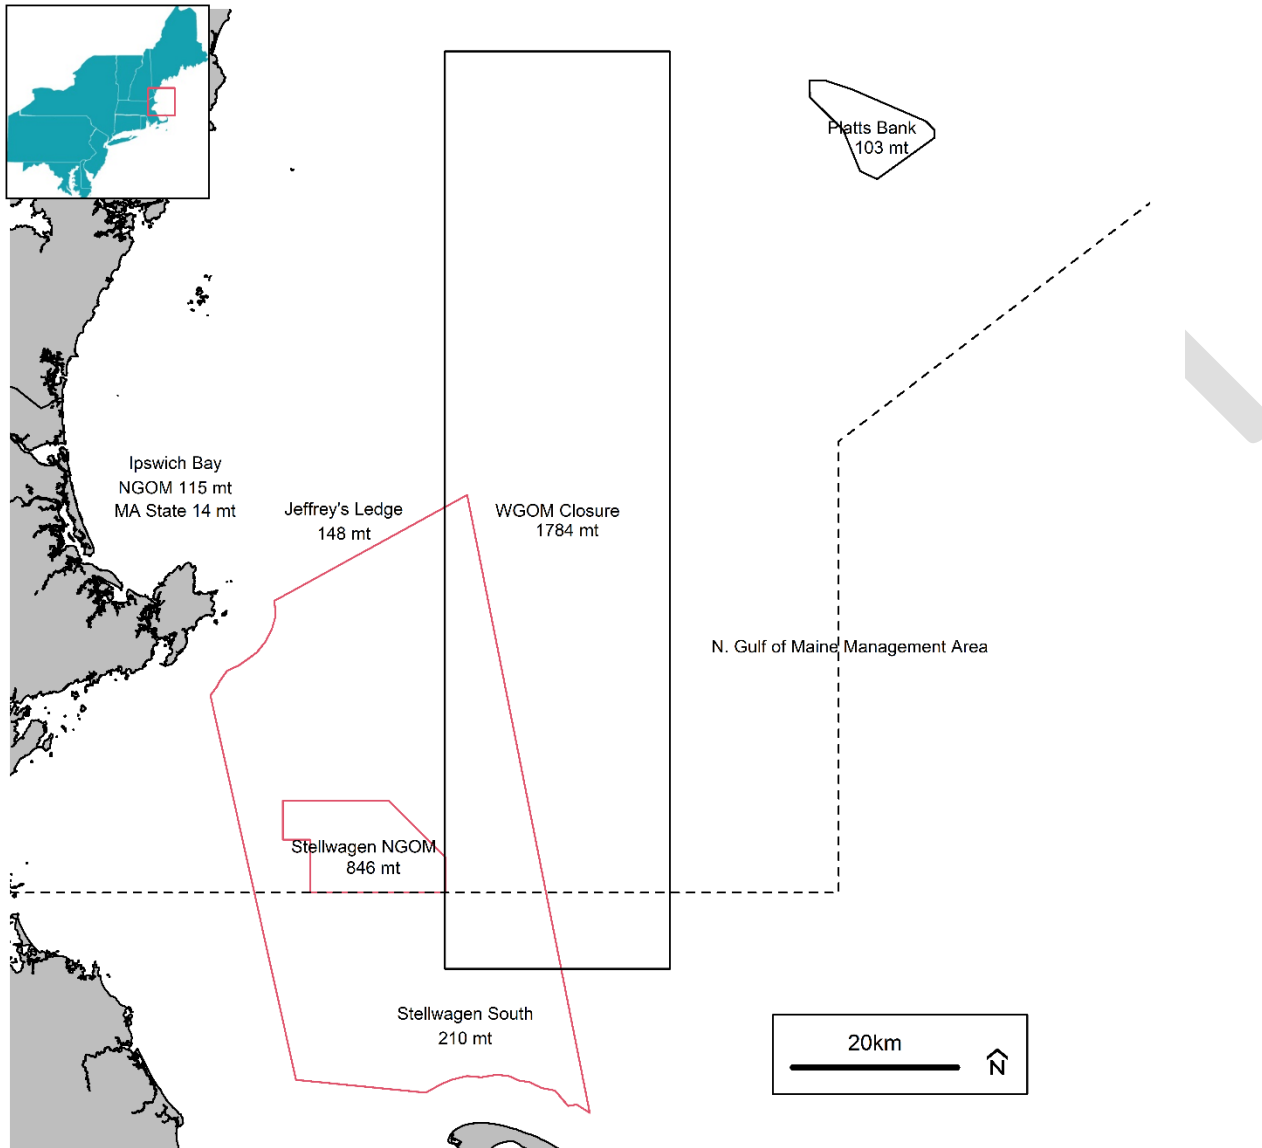 Platts Bank
103 mt
Ipswich Bay
NGOM 115 mt
MA State 14 mt
Jeffrey's Ledge
148 mt
WGOM Closure
1784 mt
N. Gulf of Maine Management Area
Stellwagen NGOM
846 mt
Stellwagen South
210 mt
20km
N